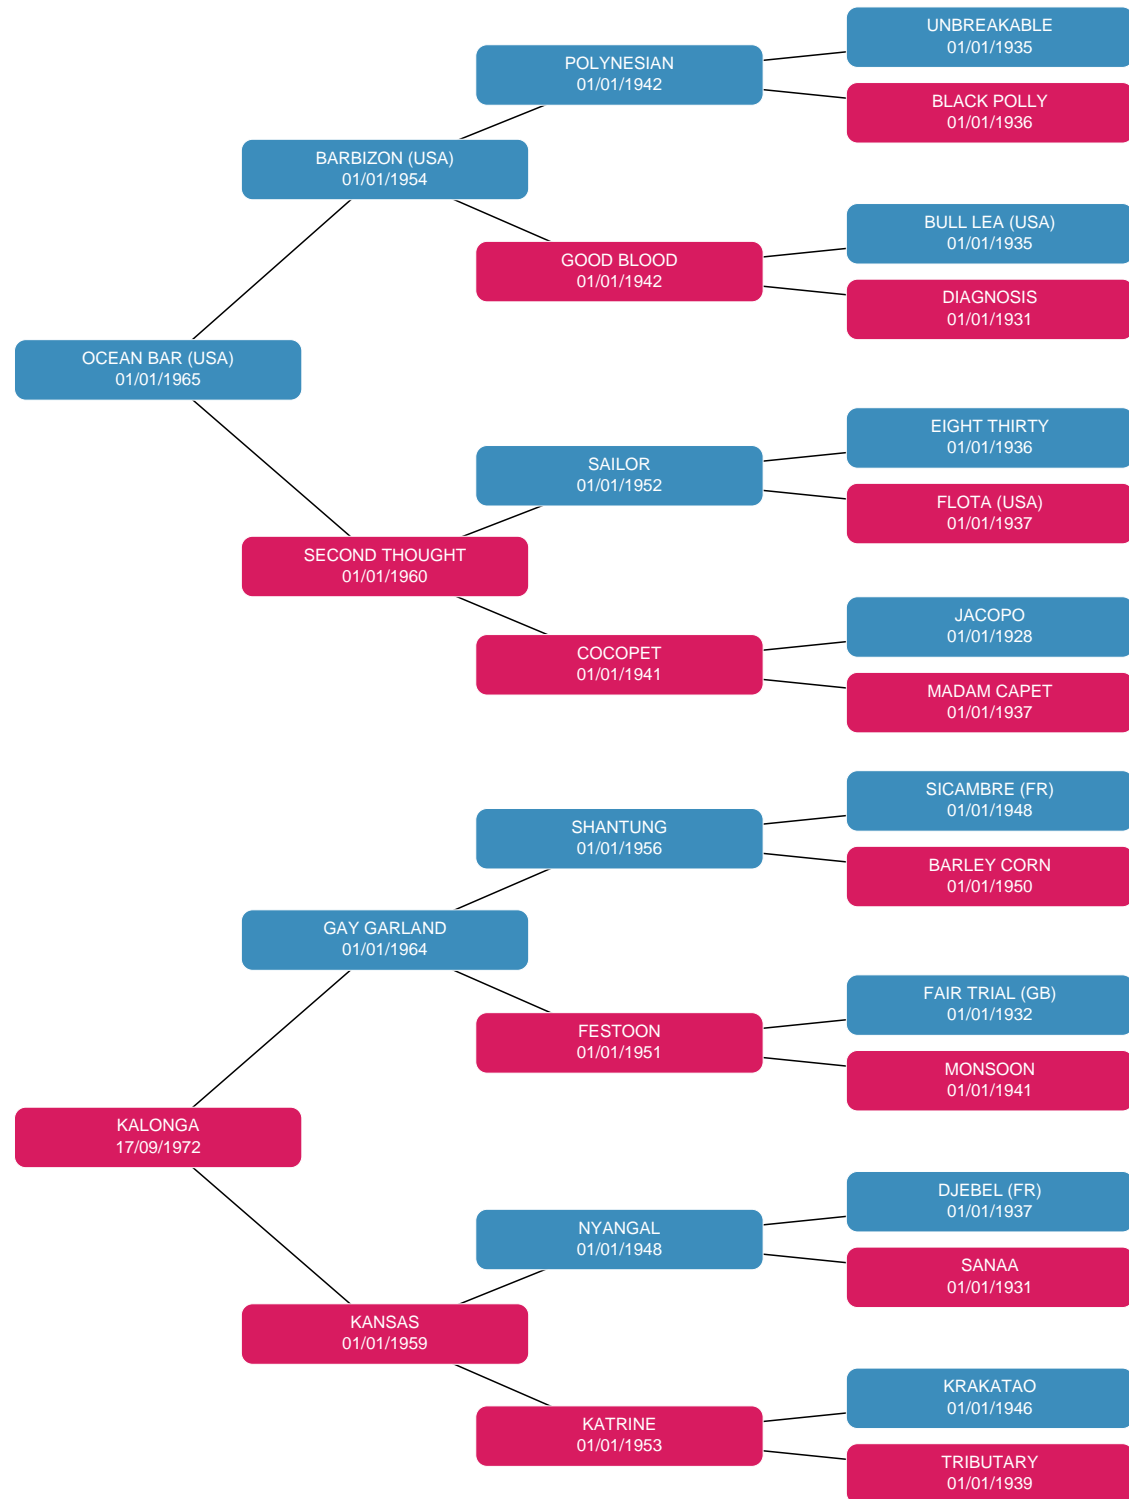 UNBREAKABLE
01/01/1935
POLYNESIAN
01/01/1942
BLACK POLLY
01/01/1936
BARBIZON (USA)
01/01/1954
BULL LEA (USA)
01/01/1935
GOOD BLOOD
01/01/1942
DIAGNOSIS
01/01/1931
OCEAN BAR (USA)
01/01/1965
EIGHT THIRTY
01/01/1936
SAILOR
01/01/1952
FLOTA (USA)
01/01/1937
SECOND THOUGHT
01/01/1960
JACOPO
01/01/1928
COCOPET
01/01/1941
MADAM CAPET
01/01/1937
SICAMBRE (FR)
01/01/1948
SHANTUNG
01/01/1956
BARLEY CORN
01/01/1950
GAY GARLAND
01/01/1964
FAIR TRIAL (GB)
01/01/1932
FESTOON
01/01/1951
MONSOON
01/01/1941
KALONGA
17/09/1972
DJEBEL (FR)
01/01/1937
NYANGAL
01/01/1948
SANAA
01/01/1931
KANSAS
01/01/1959
KRAKATAO
01/01/1946
KATRINE
01/01/1953
TRIBUTARY
01/01/1939